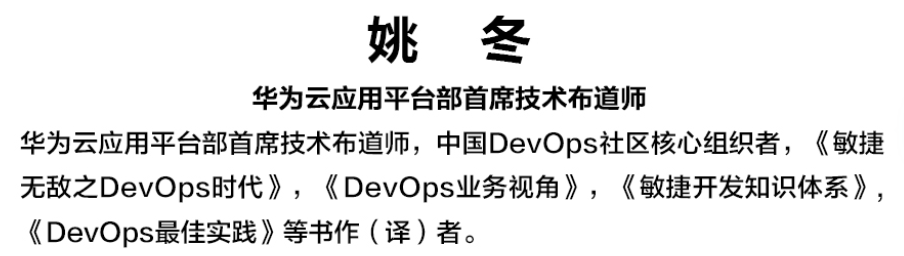 姚 冬
华为云应用平台部首席技术布道师
华为云应用平台部首席技术布道师，中国DevOps社区核心组织者，《敏捷
无敌之DevOps时代》，《DevOps业务视角》，《敏捷开发知识体系》,
《DevOps最佳实践》等书作（译）者。